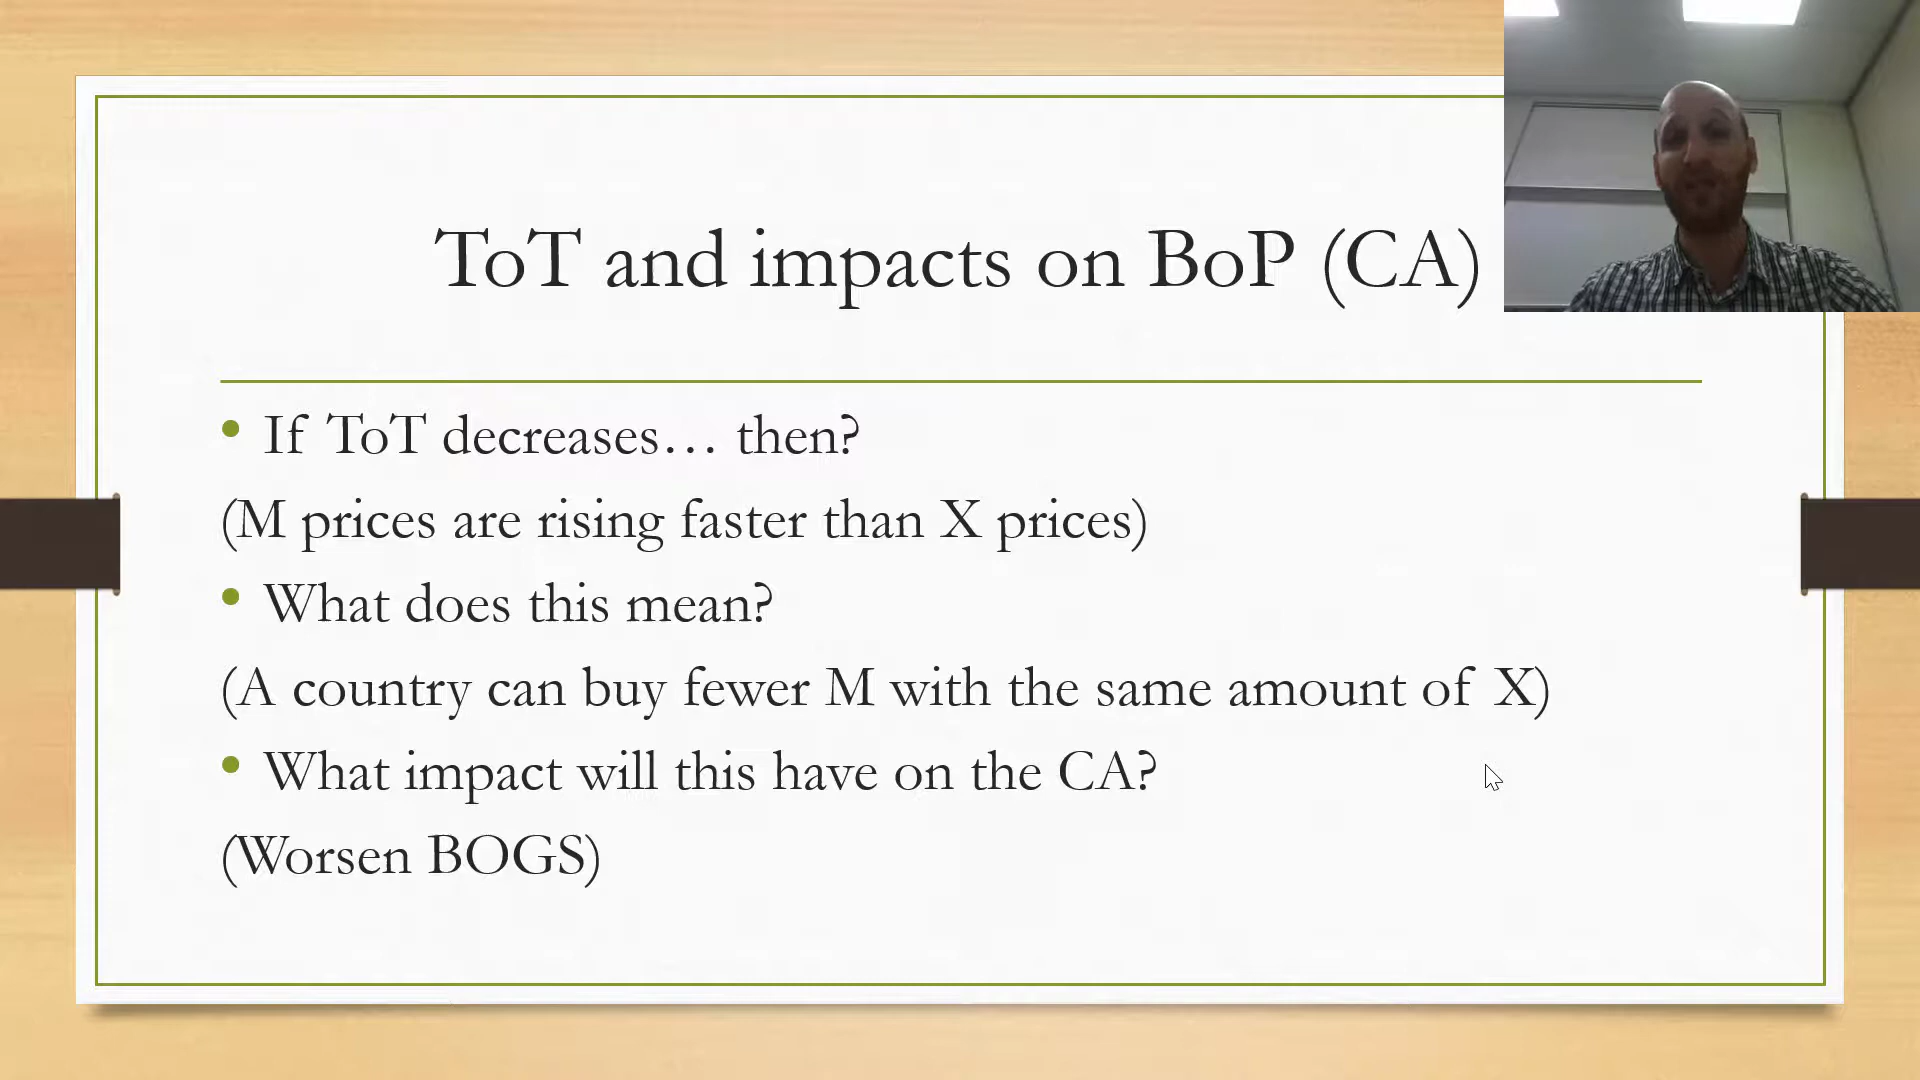 ToT and impacts on BoP (CA)
• If ToT decreases… then?
(M prices are rising faster than X prices)
• What does this mean?
(A country can buy fewer M with the same amount of X)
• What impact will this have on the CA?
(Worsen BOGS)